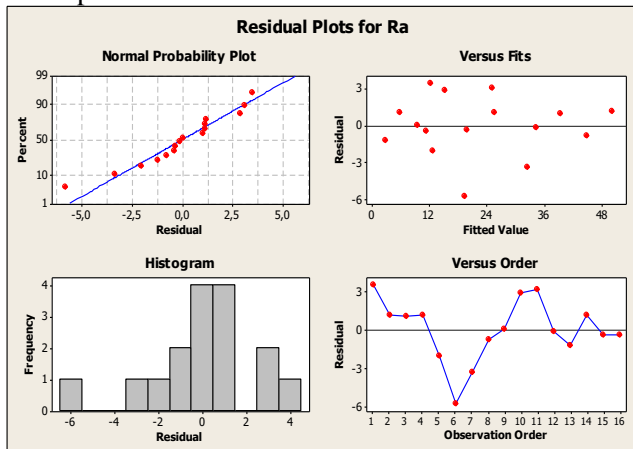 Residual Plots for Ra
Normal Probability Plot
99
90
50
10
1
Percent
-5,0 -2,5 0,0 2,5 5,0
Residual
Versus Fits
3
0
-3
-6
Residual
0 12 24 36 48
Fitted Value
Histogram
4
3
2
1
0
Frequency
-6 -4 -2 0 2 4
Residual
Versus Order
3
0
-3
-6
Residual
1 2 3 4 5 6 7 8 9 10 11 12 13 14 15 16
Observation Order